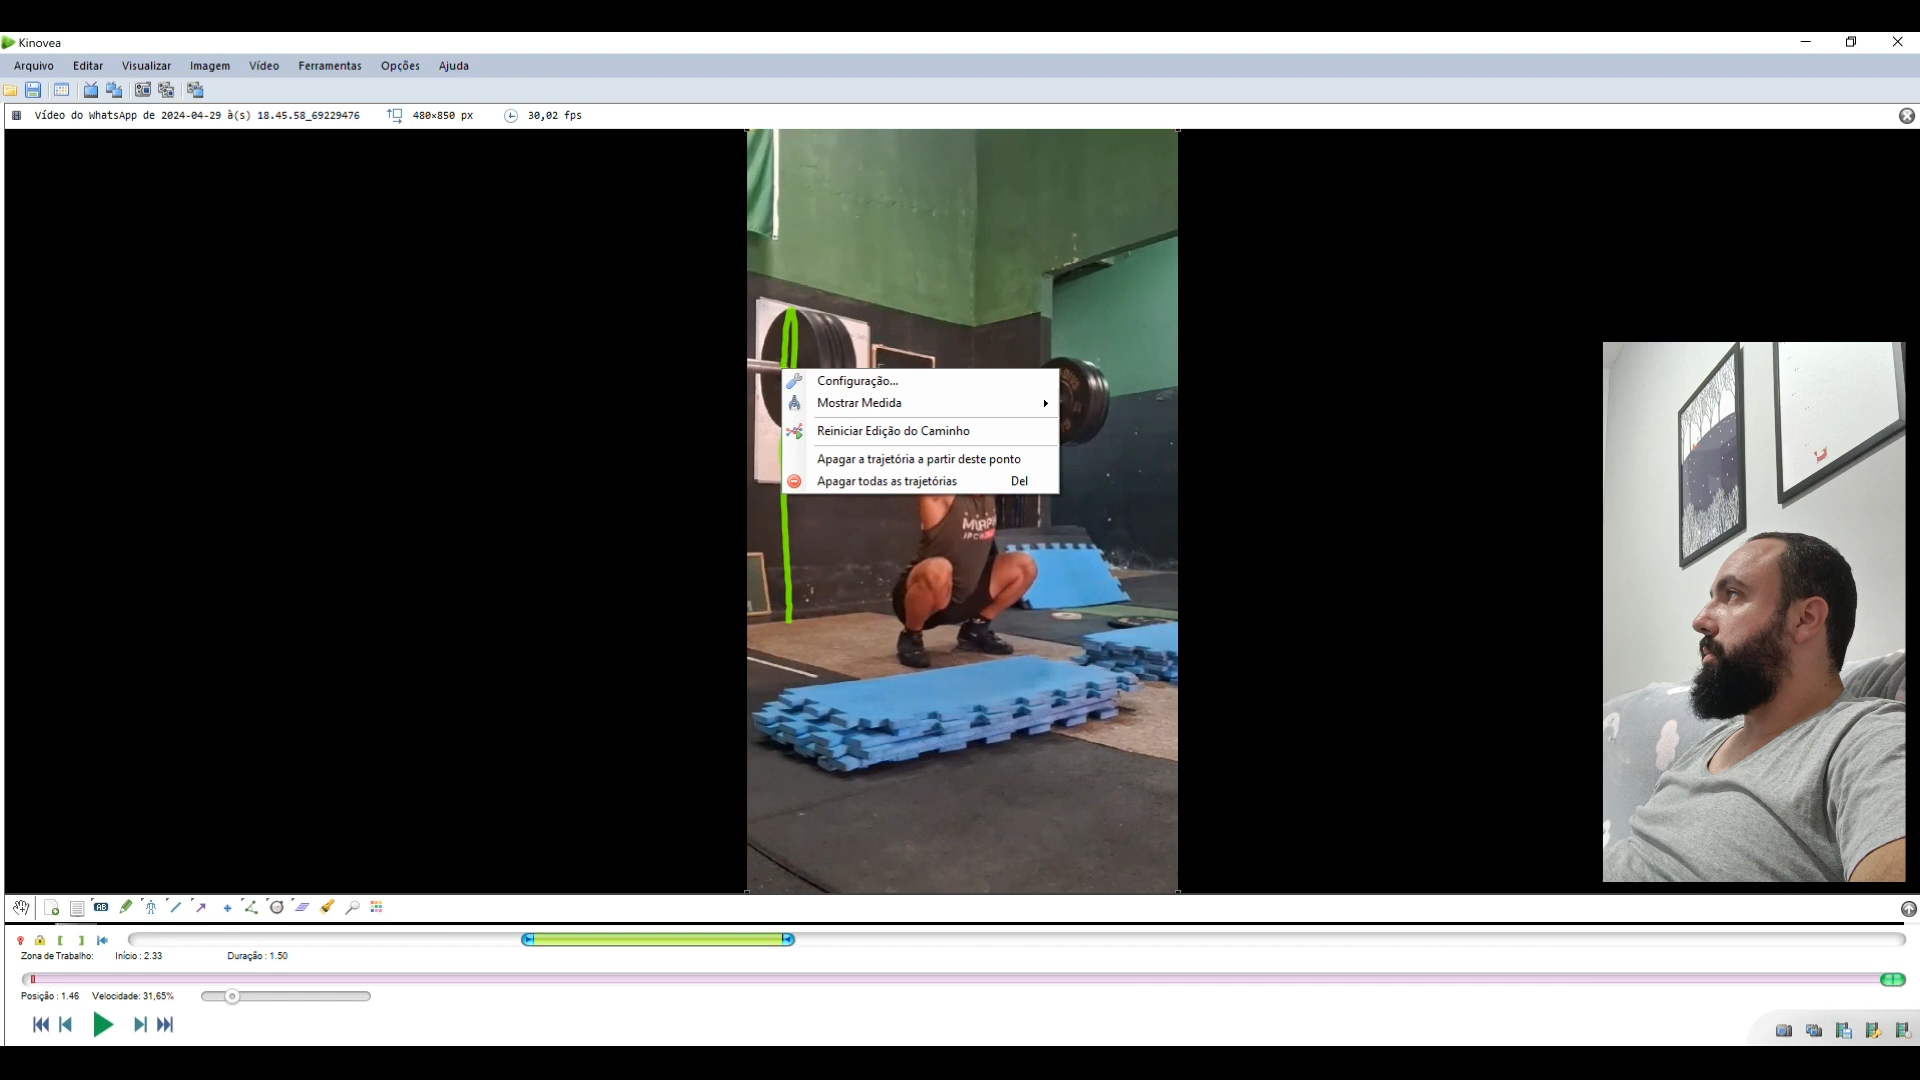 Kinovea
Arquivo Editar Visualizar Imagem Vídeo Ferramentas Opções Ajuda
Vídeo do WhatsApp de 2024-04-29 à(s) 18.45.58_69229476 480×850 px 30,02 fps
Configuração...
Mostrar Medida
Reiniciar Edição do Caminho
Apagar a trajetória a partir deste ponto
Apagar todas as trajetórias Del
Zona de Trabalho: Início : 2.33 Duração : 1.50
Posição : 1.46 Velocidade: 31,65%